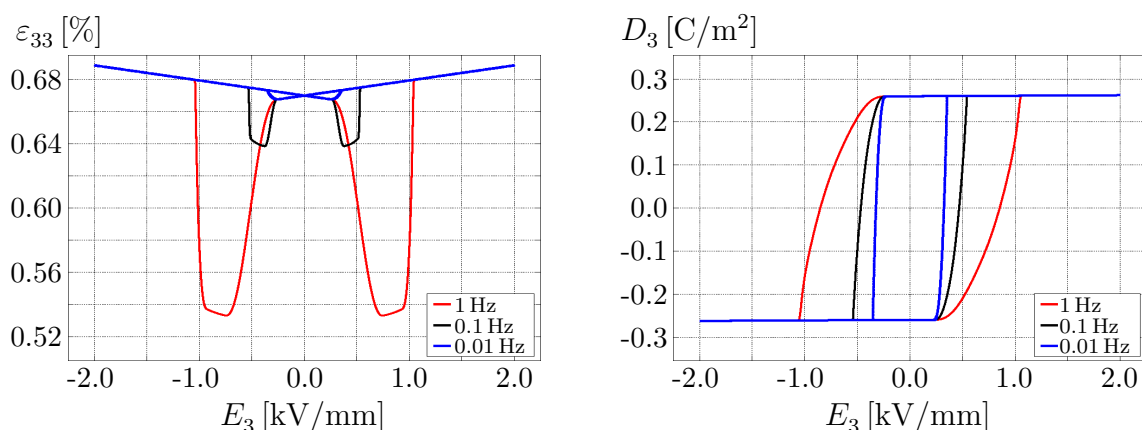 ε₃₃ [%]
0.68
0.64
0.60
0.56
0.52
-2.0 -1.0 0.0 1.0 2.0
E₃ [kV/mm]
1 Hz
0.1 Hz
0.01 Hz
D₃ [C/m²]
0.3
0.2
0.1
0.0
-0.1
-0.2
-0.3
-2.0 -1.0 0.0 1.0 2.0
E₃ [kV/mm]
1 Hz
0.1 Hz
0.01 Hz